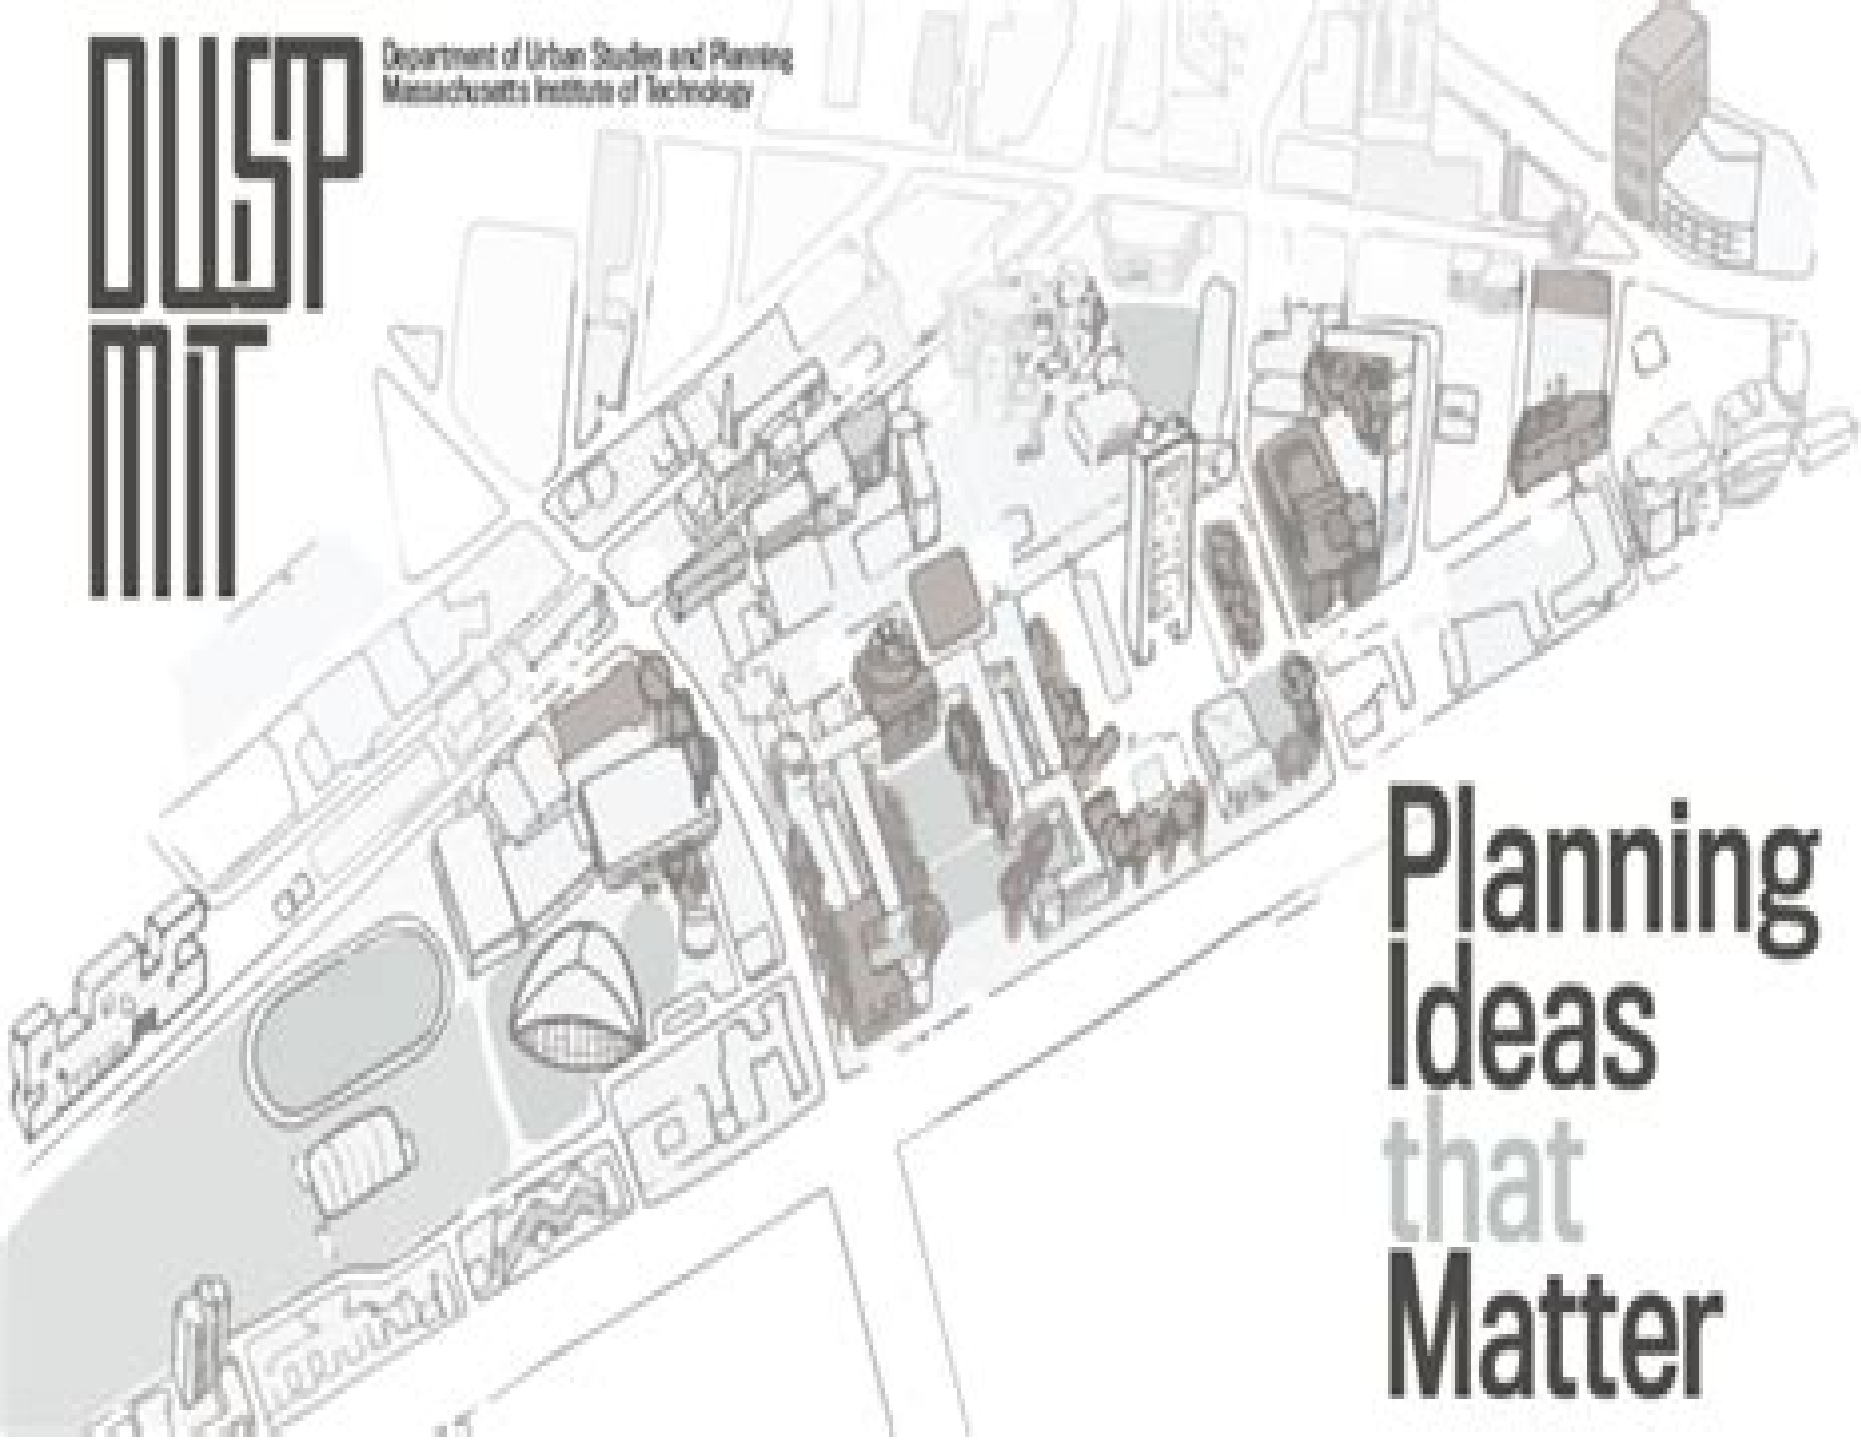 DUSP
MIT
Department of Urban Studies and Planning
Massachusetts Institute of Technology
Planning
Ideas
that
Matter